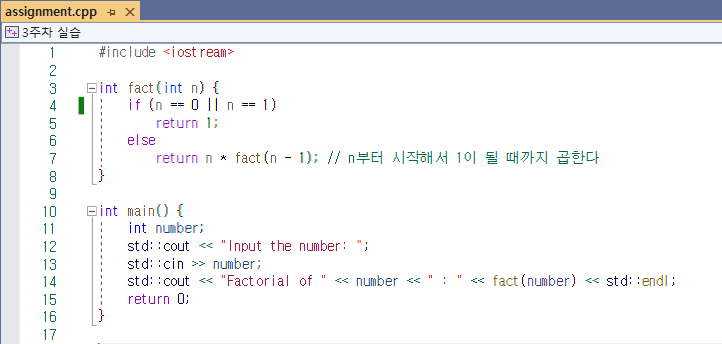 assignment.cpp
3주차 실습
1 #include <iostream>
2
3 int fact(int n) {
4 if (n == 0 || n == 1)
5 return 1;
6 else
7 return n * fact(n - 1); // n부터 시작해서 1이 될 때까지 곱한다
8 }
9
10 int main() {
11 int number;
12 std::cout << "Input the number: ";
13 std::cin >> number;
14 std::cout << "Factorial of " << number << " : " << fact(number) << std::endl;
15 return 0;
16 }
17